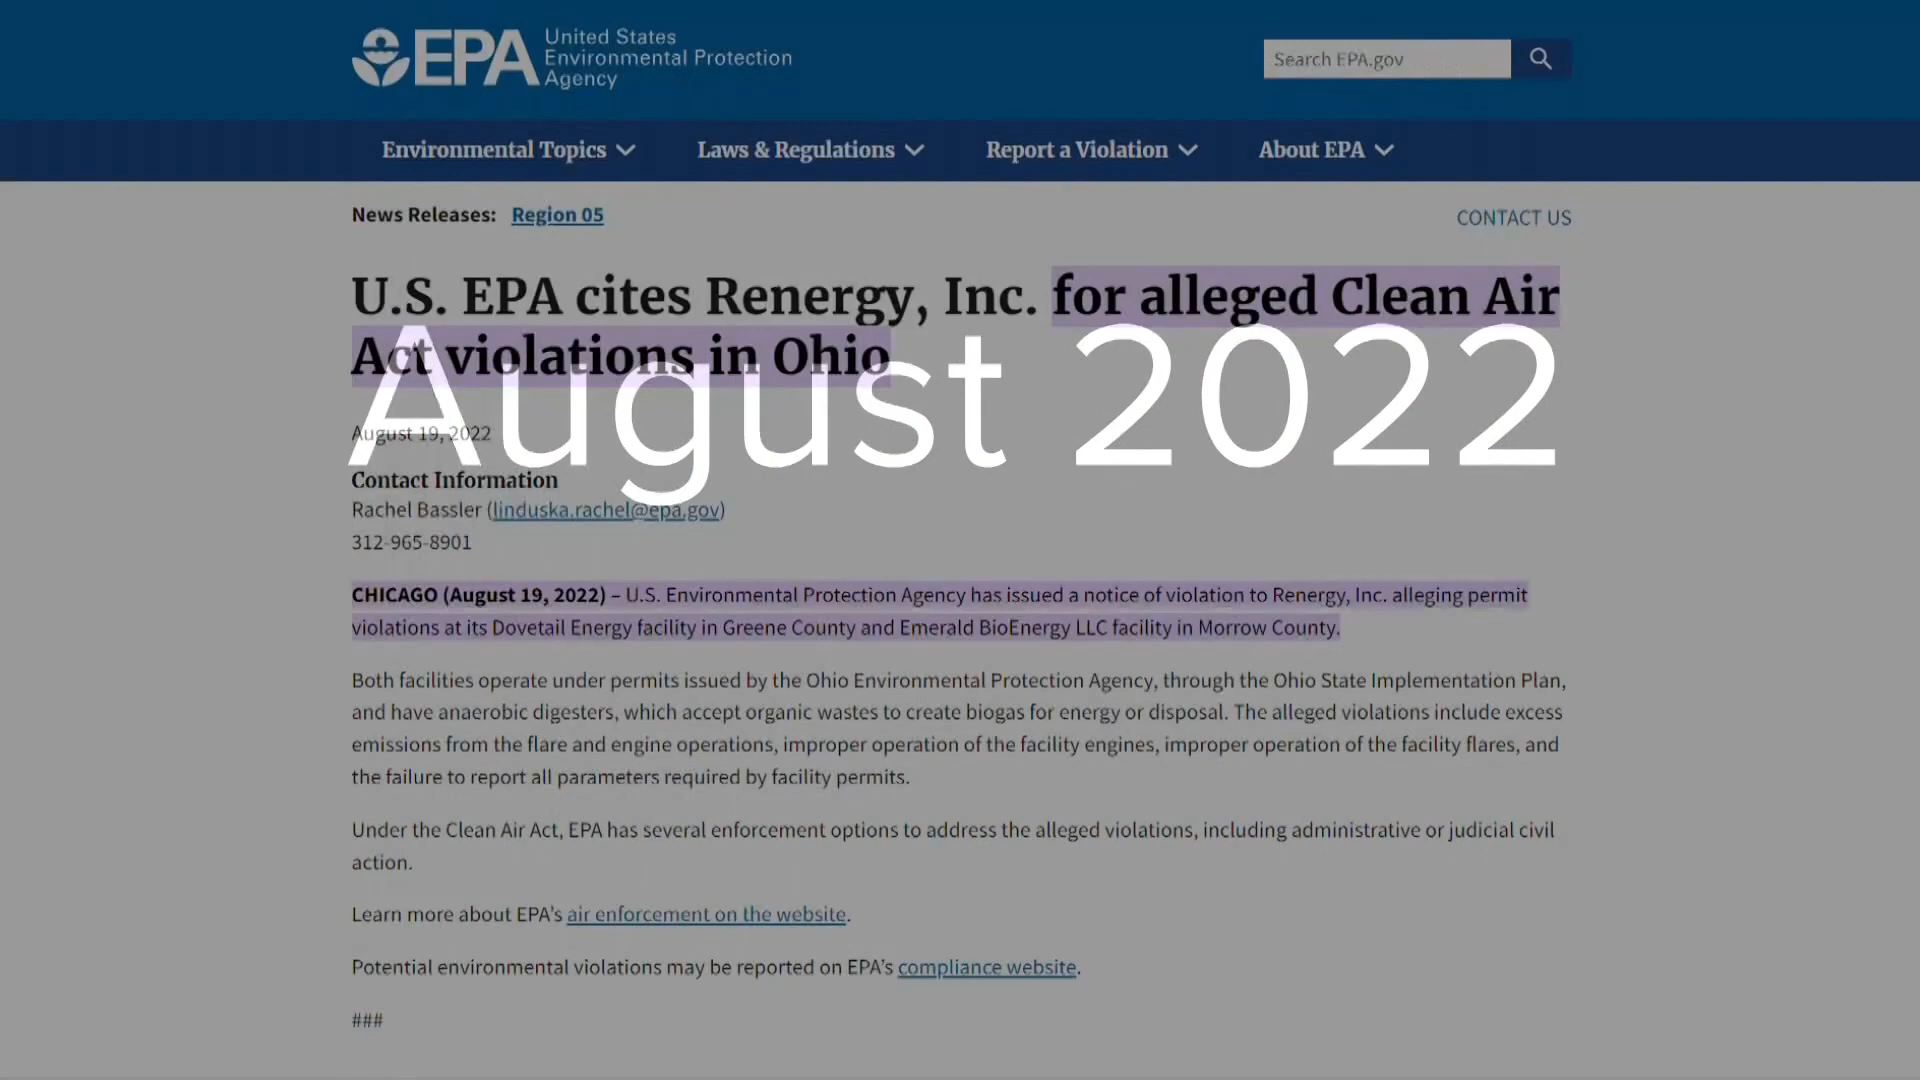 EPA United States
Environmental Protection
Agency
Search EPA.gov
Environmental Topics Laws & Regulations Report a Violation About EPA
News Releases: Region 05
CONTACT US
U.S. EPA cites Renergy, Inc. for alleged Clean Air
Act violations in Ohio
August 2022
August 19, 2022
Contact Information
Rachel Bassler (linduska.rachel@epa.gov)
312-965-8901
CHICAGO (August 19, 2022) – U.S. Environmental Protection Agency has issued a notice of violation to Renergy, Inc. alleging permit
violations at its Dovetail Energy facility in Greene County and Emerald BioEnergy LLC facility in Morrow County.
Both facilities operate under permits issued by the Ohio Environmental Protection Agency, through the Ohio State Implementation Plan,
and have anaerobic digesters, which accept organic wastes to create biogas for energy or disposal. The alleged violations include excess
emissions from the flare and engine operations, improper operation of the facility engines, improper operation of the facility flares, and
the failure to report all parameters required by facility permits.
Under the Clean Air Act, EPA has several enforcement options to address the alleged violations, including administrative or judicial civil
action.
Learn more about EPA’s air enforcement on the website.
Potential environmental violations may be reported on EPA’s compliance website.
###